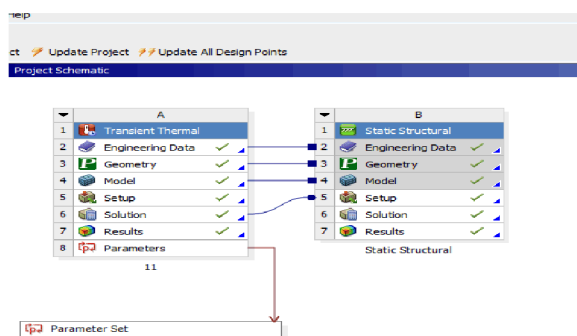 Help
ct Update Project Update All Design Points
Project Schematic
A B
1 Transient Thermal 1 Static Structural
2 Engineering Data 2 Engineering Data
3 Geometry 3 Geometry
4 Model 4 Model
5 Setup 5 Setup
6 Solution 6 Solution
7 Results 7 Results
8 Parameters Static Structural
11
Parameter Set